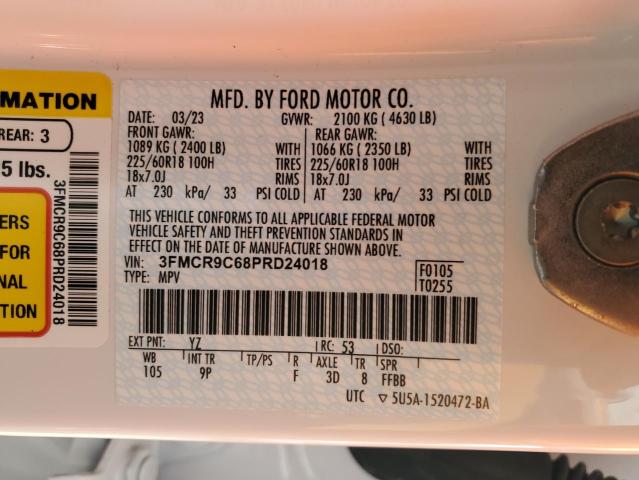 MFD. BY FORD MOTOR CO.
DATE: 03/23 GVWR: 2100 KG ( 4630 LB)
FRONT GAWR: REAR GAWR:
1089 KG ( 2400 LB) WITH 1066 KG ( 2350 LB) WITH
225/60R18 100H TIRES 225/60R18 100H TIRES
18x7.0J RIMS 18x7.0J RIMS
AT 230 kPa/ 33 PSI COLD AT 230 kPa/ 33 PSI COLD
THIS VEHICLE CONFORMS TO ALL APPLICABLE FEDERAL MOTOR
VEHICLE SAFETY AND THEFT PREVENTION STANDARDS IN
EFFECT ON THE DATE OF MANUFACTURE SHOWN ABOVE.
VIN: 3FMCR9C68PRD24018 F0105
TYPE: MPV T0255
EXT PNT: YZ RC: 53 DSO:
WB INT TR TP/PS R AXLE TR SPR
105 9P F 3D 8 FFBB
UTC ▽ 5U5A-1520472-BA
MATION
REAR: 3
5 lbs.
ERS
FOR
NAL
TION
3FMCR9C68PRD24018